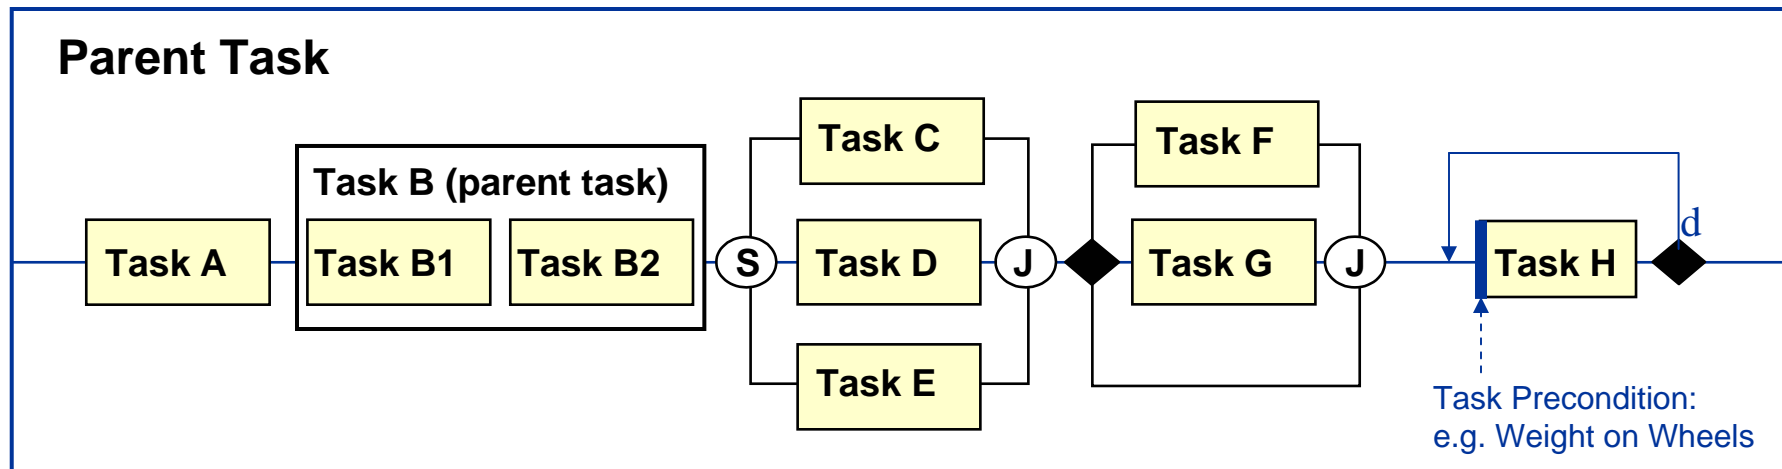 Parent Task
Task A
Task B (parent task)
Task B1
Task B2
S
Task C
Task D
Task E
J
Task F
Task G
J
Task H
d
Task Precondition:
e.g. Weight on Wheels